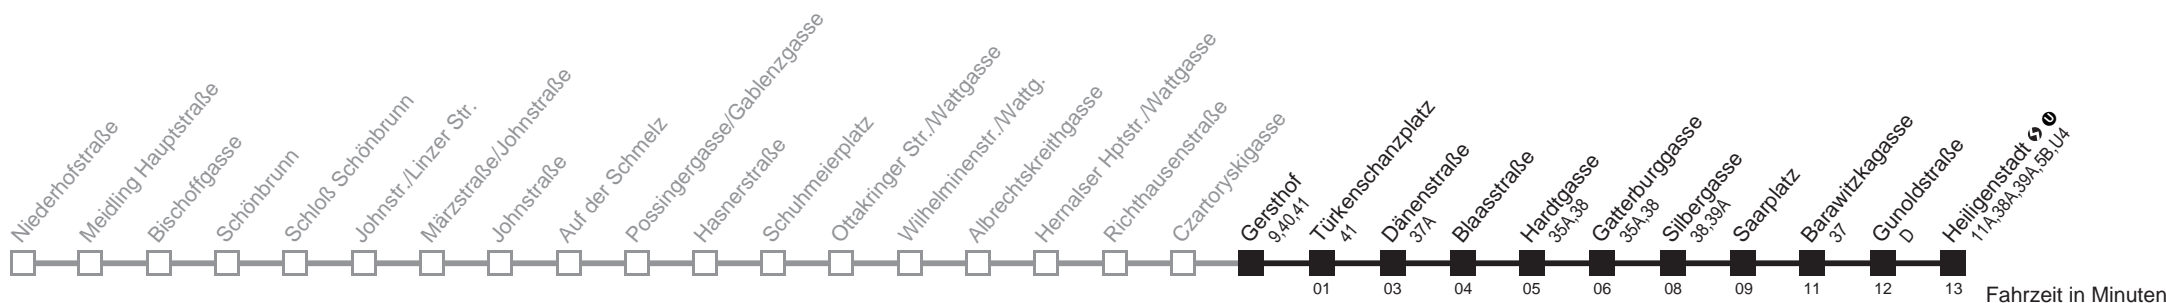 Niederhofstraße
Meidling Hauptstraße
Bischoffgasse
Schönbrunn
Schloß Schönbrunn
Johnstr./Linzer Str.
Märzstraße/Johnstraße
Johnstraße
Auf der Schmelz
Possingergasse/Gablenzgasse
Hasnerstraße
Schuhmeierplatz
Ottakringer Str./Wattgasse
Wilhelminenstr./Wattg.
Albrechtskreithgasse
Hernalser Hptstr./Wattgasse
Richthausenstraße
Czartoryskigasse
Gersthof
9,40,41
Türkenschanzplatz
41
Dänenstraße
37A
Blaasstraße
Hardtgasse
35A,38
Gatterburggasse
35A,38
Silbergasse
38,39A
Saarplatz
Barawitzkagasse
37
Gunoldstraße
D
Heiligenstadt S U
11A,38A,39A,5B,U4
01 03 04 05 06 08 09 11 12 13
Fahrzeit in Minuten